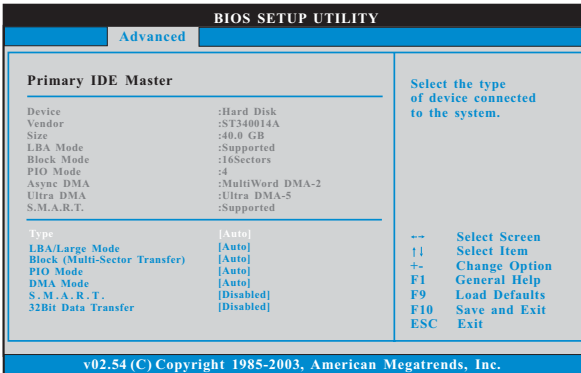 BIOS SETUP UTILITY
Advanced
Primary IDE Master
Device :Hard Disk
Vendor :ST340014A
Size :40.0 GB
LBA Mode :Supported
Block Mode :16Sectors
PIO Mode :4
Async DMA :MultiWord DMA-2
Ultra DMA :Ultra DMA-5
S.M.A.R.T. :Supported
Type [Auto]
LBA/Large Mode [Auto]
Block (Multi-Sector Transfer) [Auto]
PIO Mode [Auto]
DMA Mode [Auto]
S.M.A.R.T. [Disabled]
32Bit Data Transfer [Disabled]
Select the type
of device connected
to the system.
←→ Select Screen
↑↓ Select Item
+- Change Option
F1 General Help
F9 Load Defaults
F10 Save and Exit
ESC Exit
v02.54 (C) Copyright 1985-2003, American Megatrends, Inc.